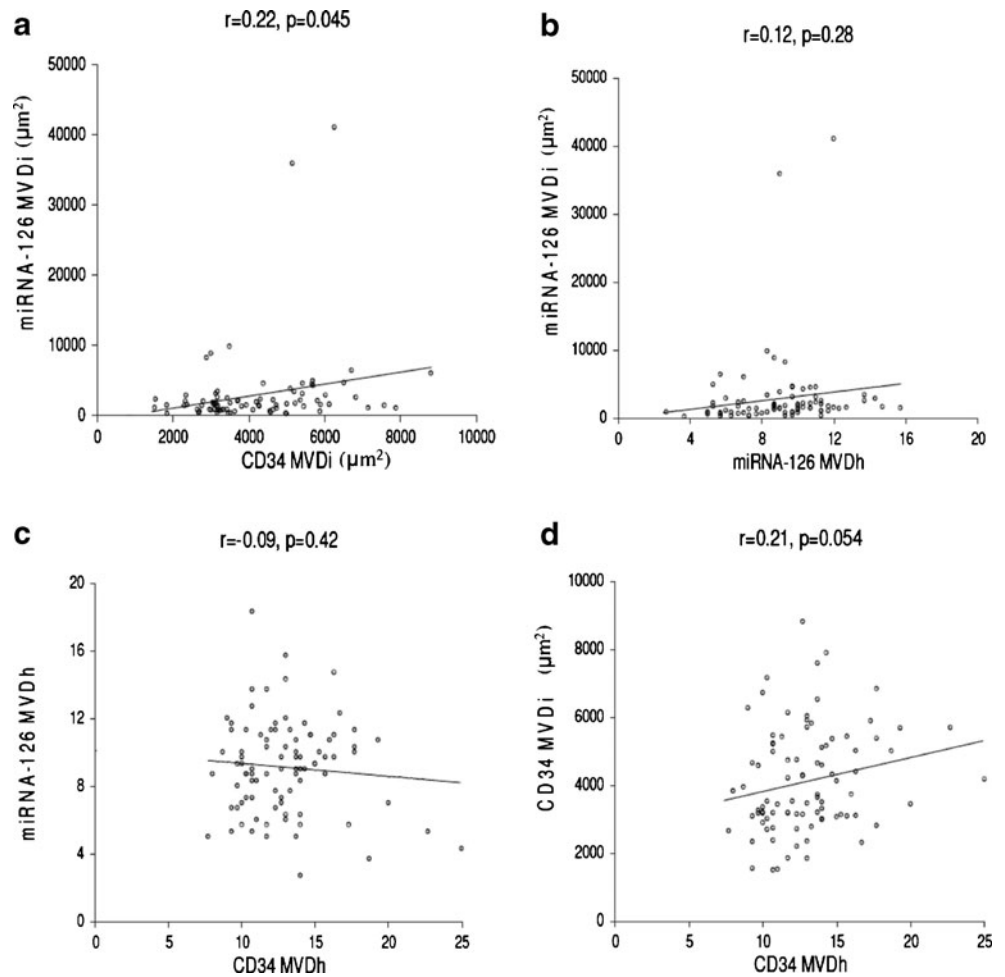 a
r=0.22, p=0.045
miRNA-126 MVDi (µm²)
50000
40000
30000
20000
10000
0
0 2000 4000 6000 8000 10000
CD34 MVDi (µm²)
b
r=0.12, p=0.28
miRNA-126 MVDi (µm²)
50000
40000
30000
20000
10000
0
0 4 8 12 16 20
miRNA-126 MVDh
c
r=-0.09, p=0.42
miRNA-126 MVDh
20
16
12
8
4
0
0 5 10 15 20 25
CD34 MVDh
d
r=0.21, p=0.054
CD34 MVDi (µm²)
10000
8000
6000
4000
2000
0
0 5 10 15 20 25
CD34 MVDh